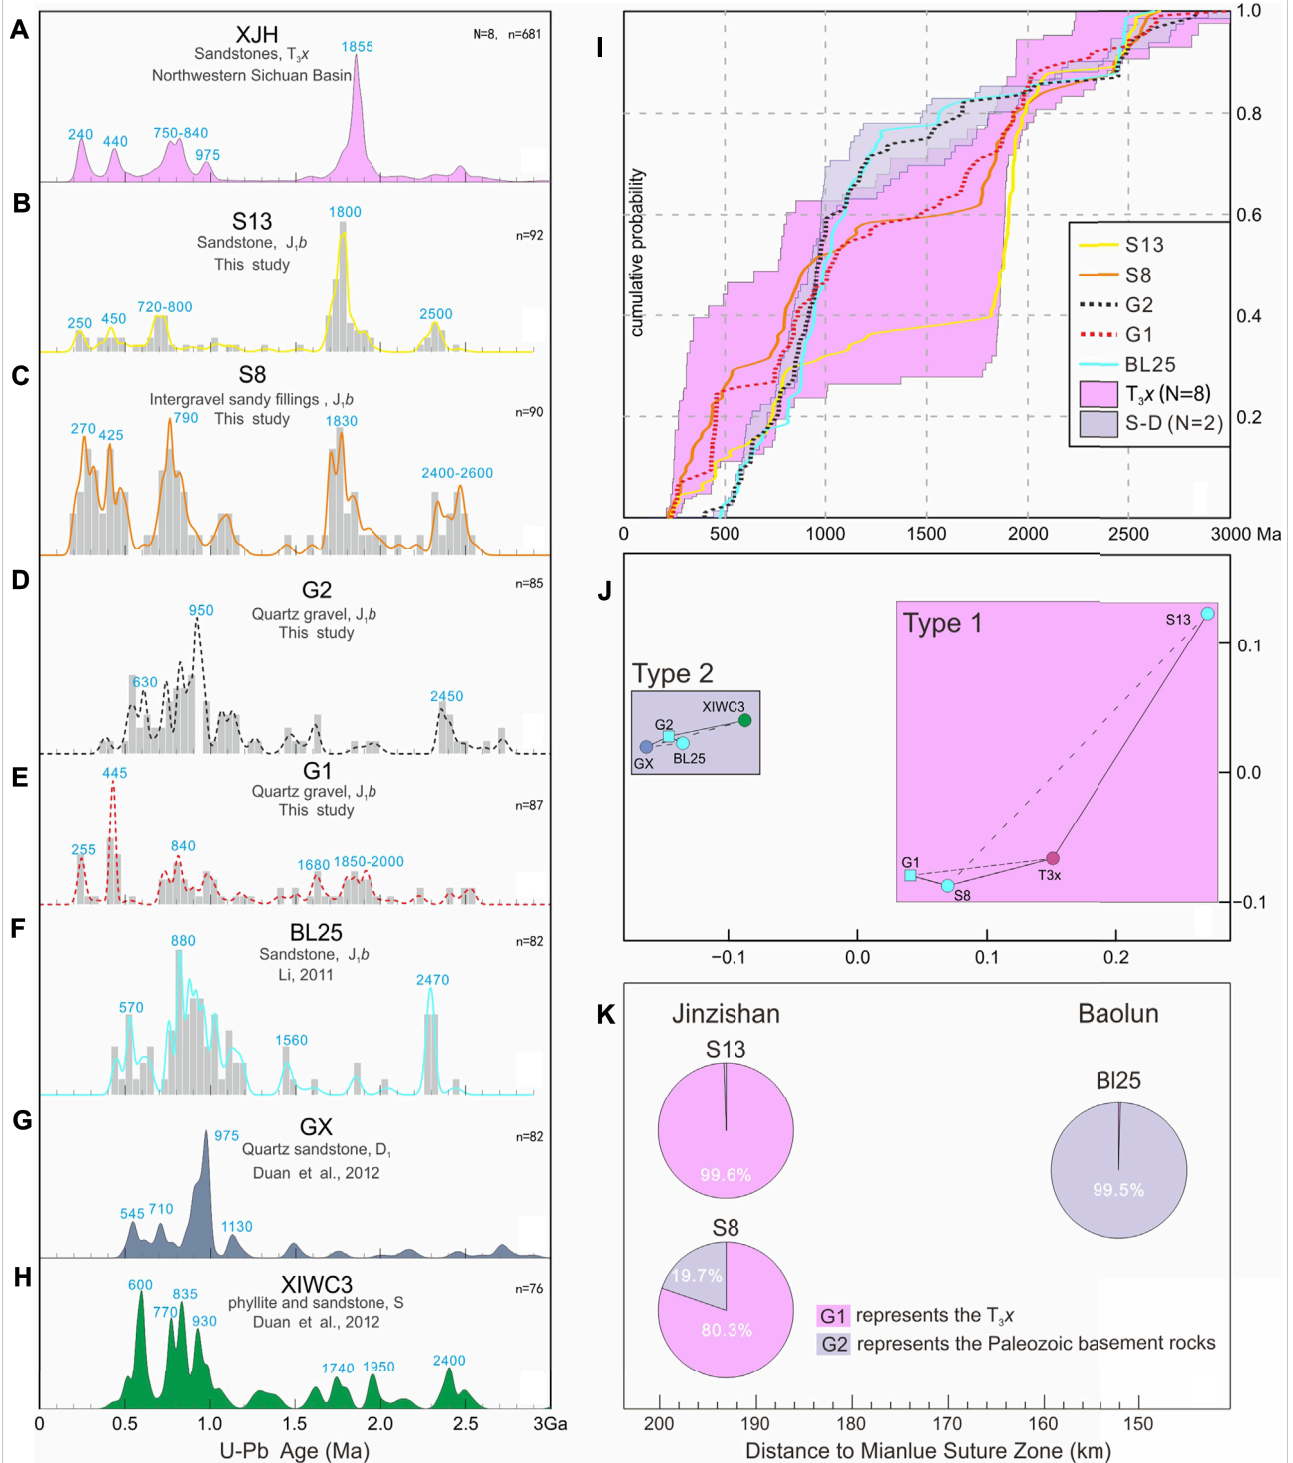 A
XJH
Sandstones, T₃x
Northwestern Sichuan Basin
N=8, n=681
240
440
750-840
975
1855
B
S13
Sandstone, J₁b
This study
n=92
250
450
720-800
1800
2500
C
S8
Intergravel sandy fillings , J₁b
This study
n=90
270
425
790
1830
2400-2600
D
G2
Quartz gravel, J₁b
This study
n=85
630
950
2450
E
G1
Quartz gravel, J₁b
This study
n=87
255
445
840
1680
1850-2000
F
BL25
Sandstone, J₁b
Li, 2011
n=82
570
880
1560
2470
G
GX
Quartz sandstone, D₁
Duan et al., 2012
n=82
545
710
975
1130
H
XIWC3
phyllite and sandstone, S
Duan et al., 2012
n=76
600
770
835
930
1740
1950
2400
0 0.5 1.0 1.5 2.0 2.5 3Ga
U-Pb Age (Ma)
I
cumulative probability
1.0
0.8
0.6
0.4
0.2
S13
S8
G2
G1
BL25
T₃x (N=8)
S-D (N=2)
0 500 1000 1500 2000 2500 3000 Ma
J
Type 1
Type 2
S13
XIWC3
G2
GX
BL25
G1
S8
T3x
0.1
0.0
−0.1
−0.1 0.0 0.1 0.2
K
Jinzishan
Baolun
S13
99.6%
Bl25
99.5%
S8
19.7%
80.3%
G1 represents the T₃x
G2 represents the Paleozoic basement rocks
200 190 180 170 160 150
Distance to Mianlue Suture Zone (km)